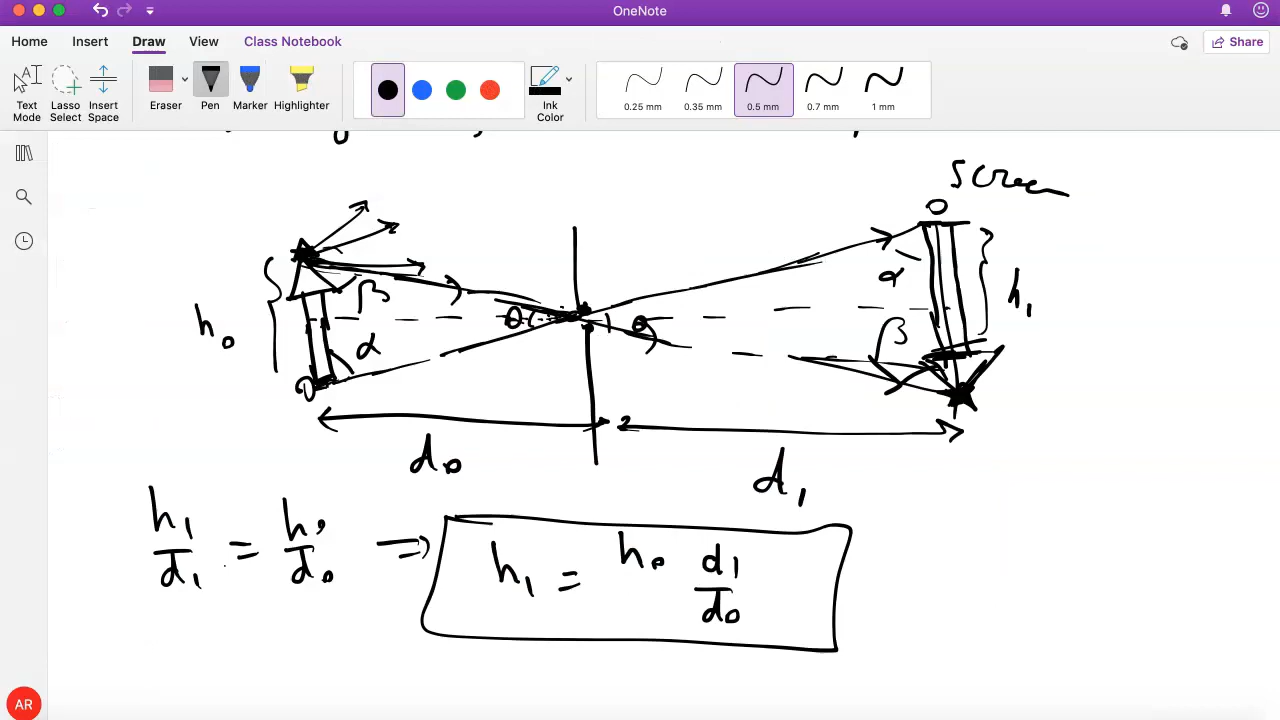 OneNote
Home Insert Draw View Class Notebook Share
Text Mode Lasso Select Insert Space Eraser Pen Marker Highlighter Ink Color 0.25 mm 0.35 mm 0.5 mm 0.7 mm 1 mm
screen
h₀ β α θ θ α β h₁
d₀ d₁
h₁/d₁ = h₀/d₀ ⇒ h₁ = h₀ d₁/d₀
AR